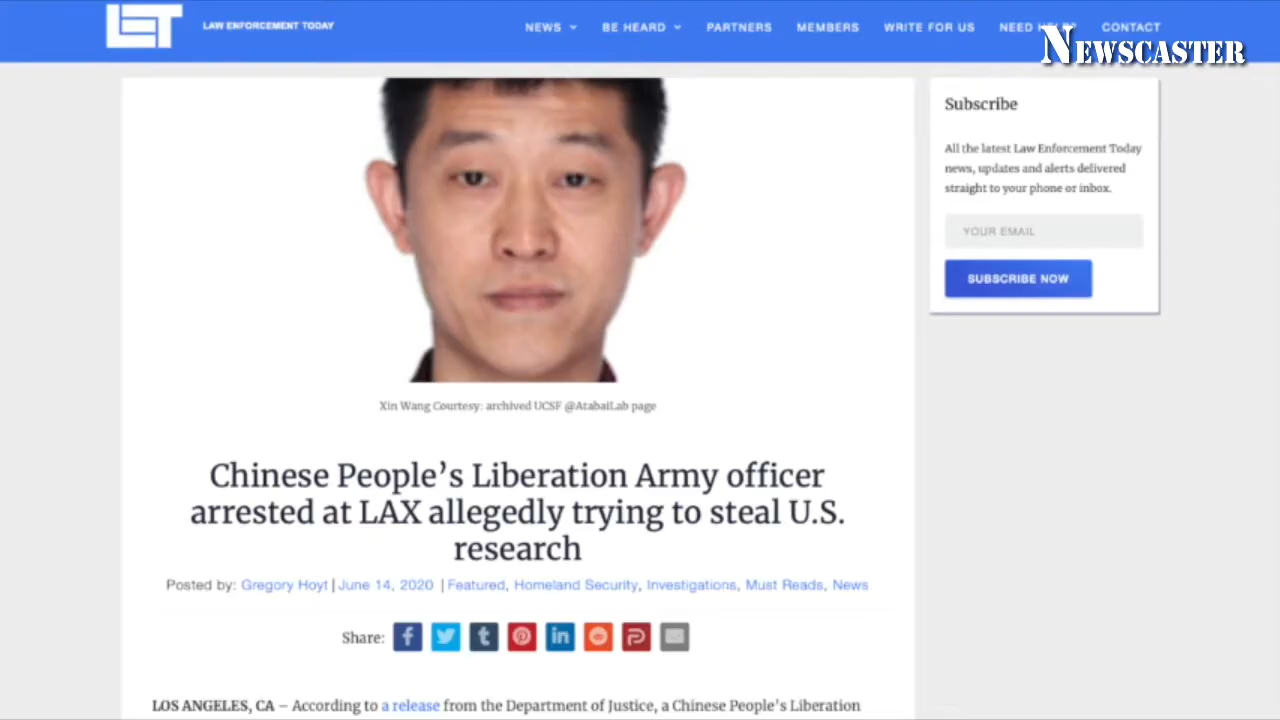 LET LAW ENFORCEMENT TODAY NEWS BE HEARD PARTNERS MEMBERS WRITE FOR US NEED HELP? CONTACT
NEWSCASTER
Subscribe
All the latest Law Enforcement Today
news, updates and alerts delivered
straight to your phone or inbox.
YOUR EMAIL
SUBSCRIBE NOW
Xin Wang Courtesy: archived UCSF @AtabaiLab page
Chinese People's Liberation Army officer
arrested at LAX allegedly trying to steal U.S.
research
Posted by: Gregory Hoyt | June 14, 2020 | Featured, Homeland Security, Investigations, Must Reads, News
Share:
LOS ANGELES, CA – According to a release from the Department of Justice, a Chinese People's Liberation